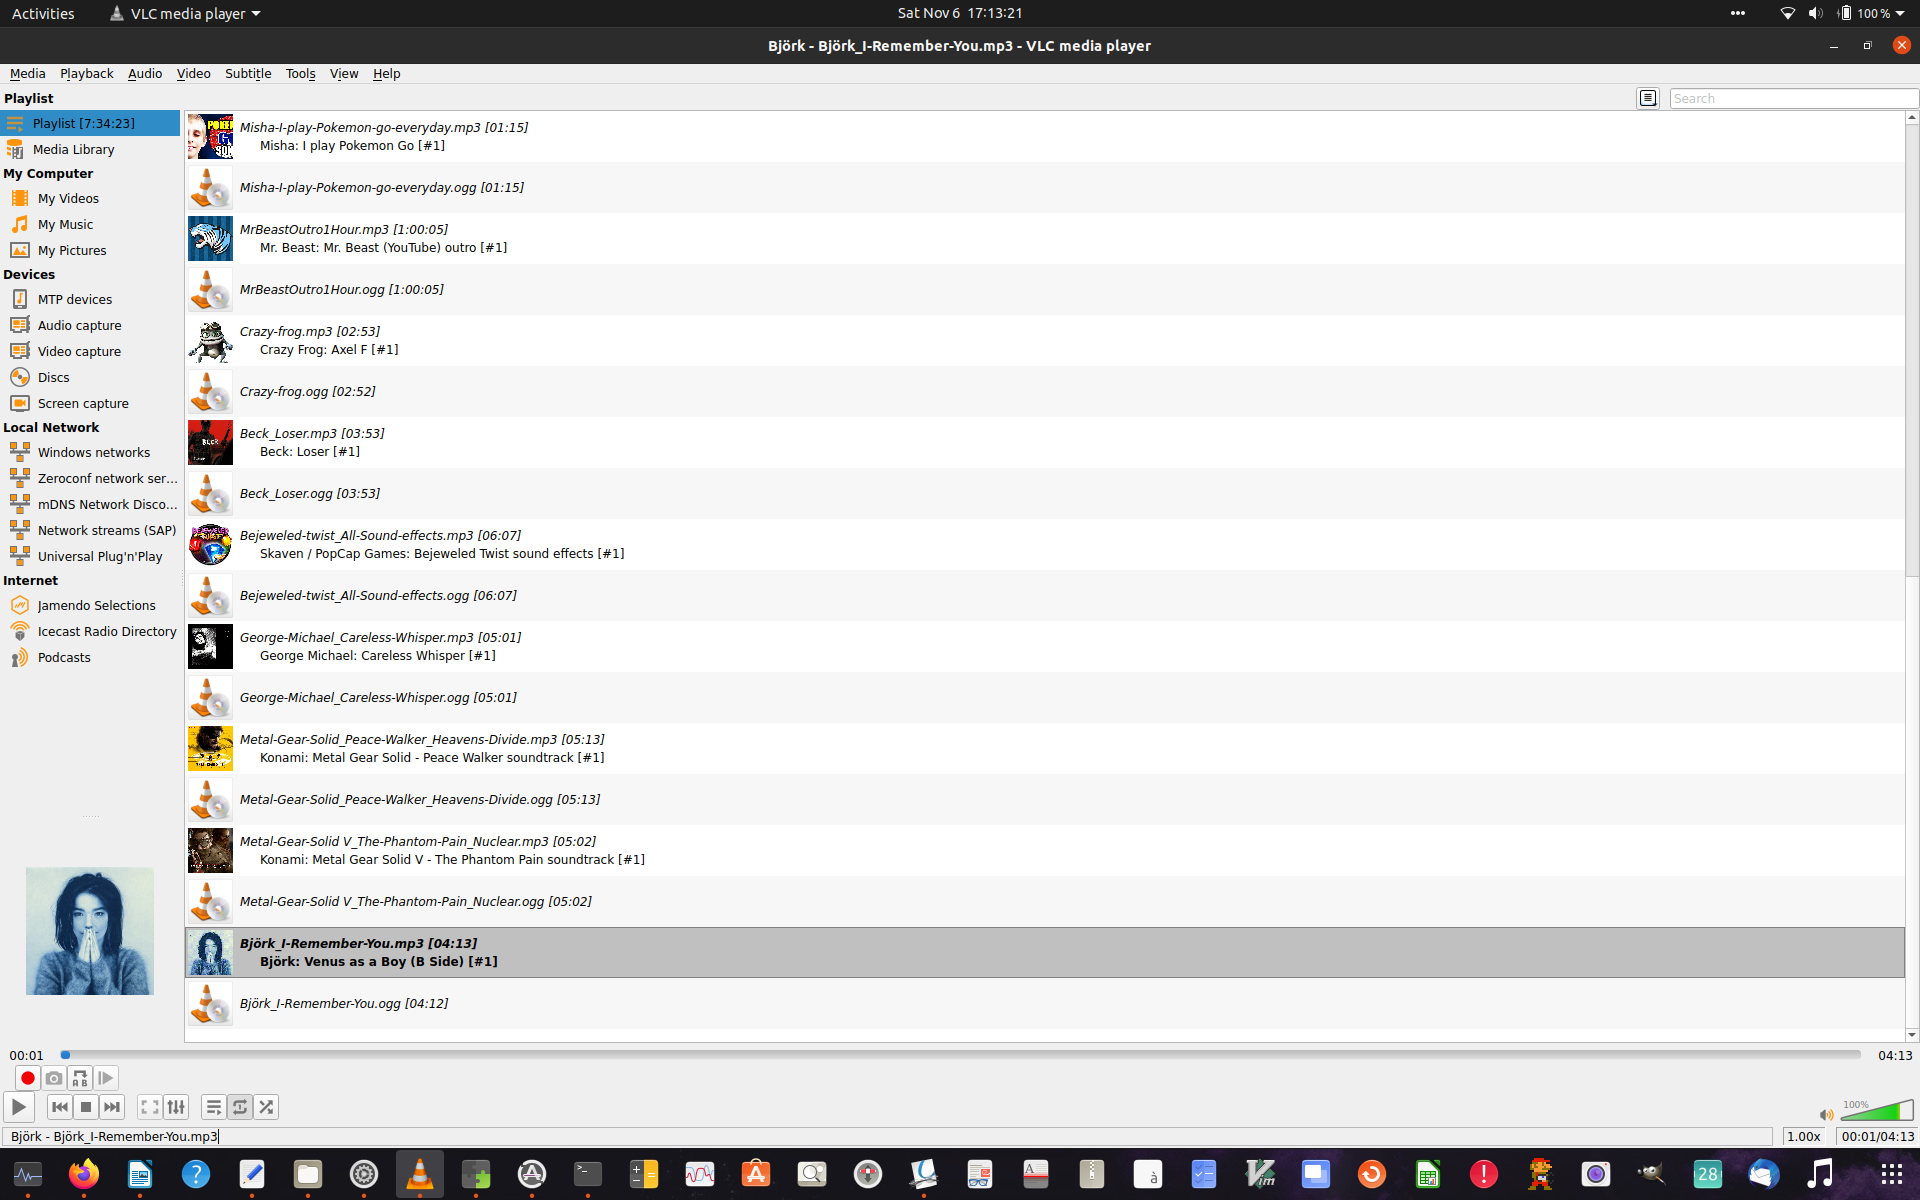 Activities
VLC media player
Sat Nov 6 17:13:21
100 %
Björk - Björk_I-Remember-You.mp3 - VLC media player
Media Playback Audio Video Subtitle Tools View Help
Playlist
Search
Playlist [7:34:23]
Media Library
My Computer
My Videos
My Music
My Pictures
Devices
MTP devices
Audio capture
Video capture
Discs
Screen capture
Local Network
Windows networks
Zeroconf network ser...
mDNS Network Disco...
Network streams (SAP)
Universal Plug'n'Play
Internet
Jamendo Selections
Icecast Radio Directory
Podcasts
Misha-I-play-Pokemon-go-everyday.mp3 [01:15]
Misha: I play Pokemon Go [#1]
Misha-I-play-Pokemon-go-everyday.ogg [01:15]
MrBeastOutro1Hour.mp3 [1:00:05]
Mr. Beast: Mr. Beast (YouTube) outro [#1]
MrBeastOutro1Hour.ogg [1:00:05]
Crazy-frog.mp3 [02:53]
Crazy Frog: Axel F [#1]
Crazy-frog.ogg [02:52]
Beck_Loser.mp3 [03:53]
Beck: Loser [#1]
Beck_Loser.ogg [03:53]
Bejeweled-twist_All-Sound-effects.mp3 [06:07]
Skaven / PopCap Games: Bejeweled Twist sound effects [#1]
Bejeweled-twist_All-Sound-effects.ogg [06:07]
George-Michael_Careless-Whisper.mp3 [05:01]
George Michael: Careless Whisper [#1]
George-Michael_Careless-Whisper.ogg [05:01]
Metal-Gear-Solid_Peace-Walker_Heavens-Divide.mp3 [05:13]
Konami: Metal Gear Solid - Peace Walker soundtrack [#1]
Metal-Gear-Solid_Peace-Walker_Heavens-Divide.ogg [05:13]
Metal-Gear-Solid V_The-Phantom-Pain_Nuclear.mp3 [05:02]
Konami: Metal Gear Solid V - The Phantom Pain soundtrack [#1]
Metal-Gear-Solid V_The-Phantom-Pain_Nuclear.ogg [05:02]
Björk_I-Remember-You.mp3 [04:13]
Björk: Venus as a Boy (B Side) [#1]
Björk_I-Remember-You.ogg [04:12]
00:01
04:13
A B
100%
Björk - Björk_I-Remember-You.mp3
1.00x
00:01/04:13
28